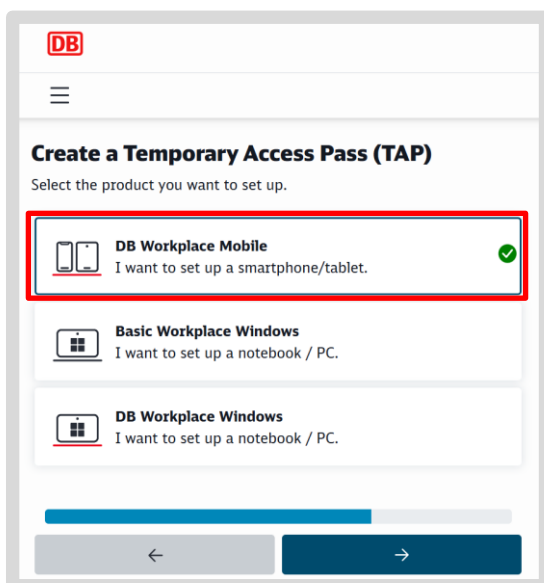 DB
Create a Temporary Access Pass (TAP)
Select the product you want to set up.
DB Workplace Mobile
I want to set up a smartphone/tablet.
Basic Workplace Windows
I want to set up a notebook / PC.
DB Workplace Windows
I want to set up a notebook / PC.